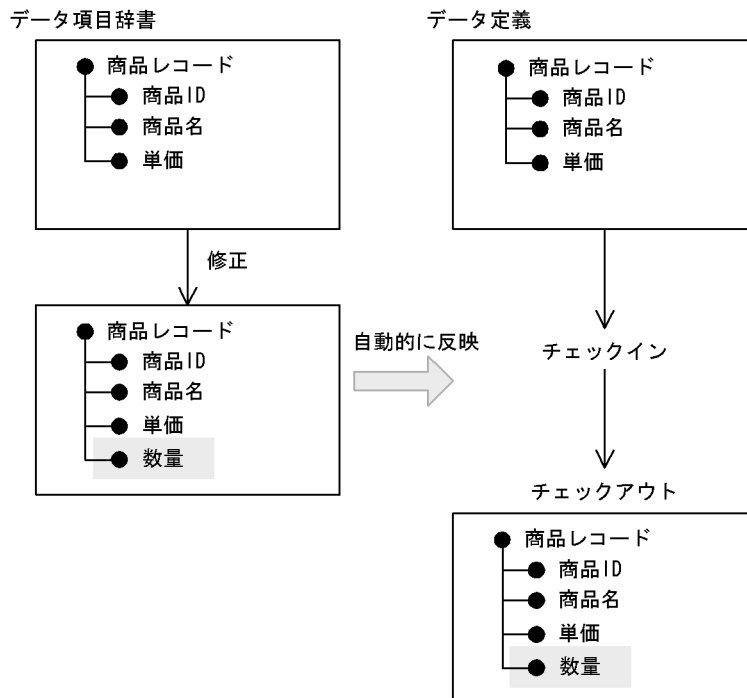 データ項目辞書
商品レコード
商品ID
商品名
単価
修正
商品レコード
商品ID
商品名
単価
数量
自動的に反映
データ定義
商品レコード
商品ID
商品名
単価
チェックイン
チェックアウト
商品レコード
商品ID
商品名
単価
数量